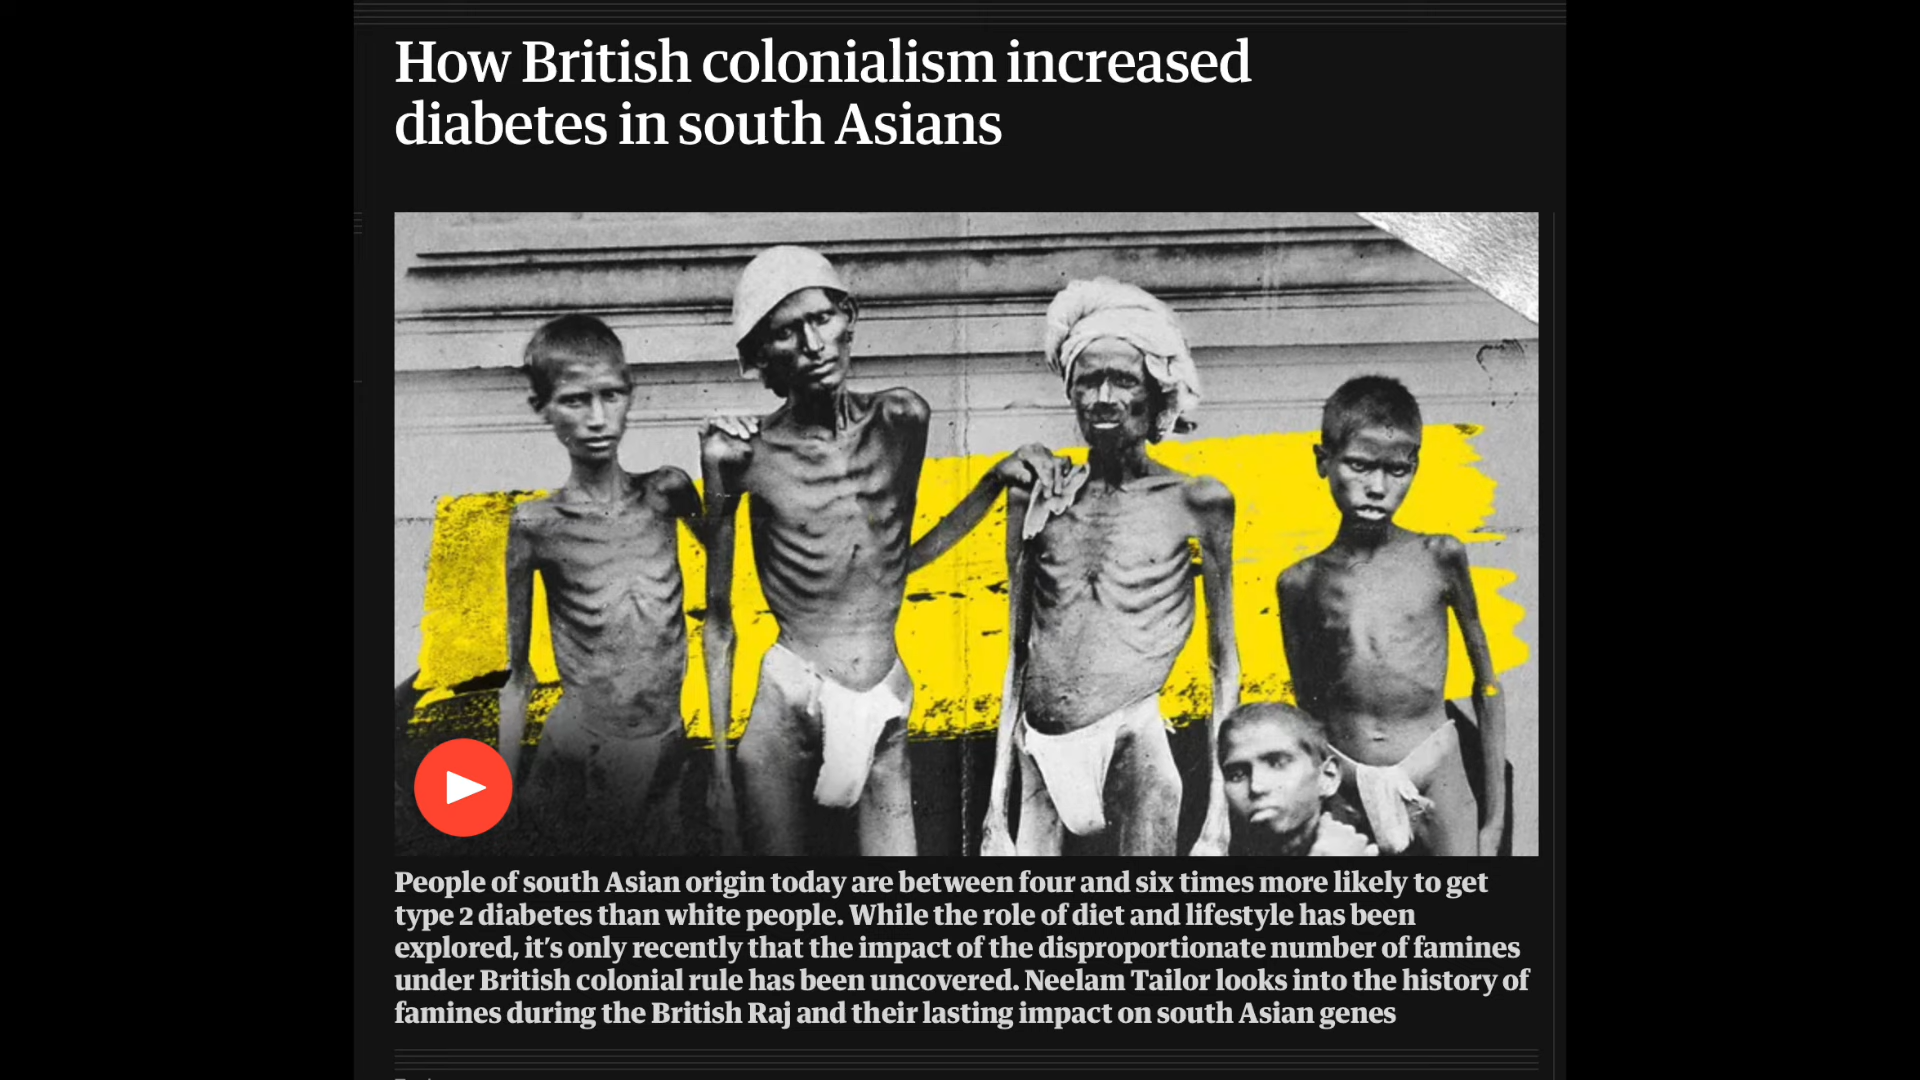 How British colonialism increased
diabetes in south Asians
People of south Asian origin today are between four and six times more likely to get
type 2 diabetes than white people. While the role of diet and lifestyle has been
explored, it’s only recently that the impact of the disproportionate number of famines
under British colonial rule has been uncovered. Neelam Tailor looks into the history of
famines during the British Raj and their lasting impact on south Asian genes